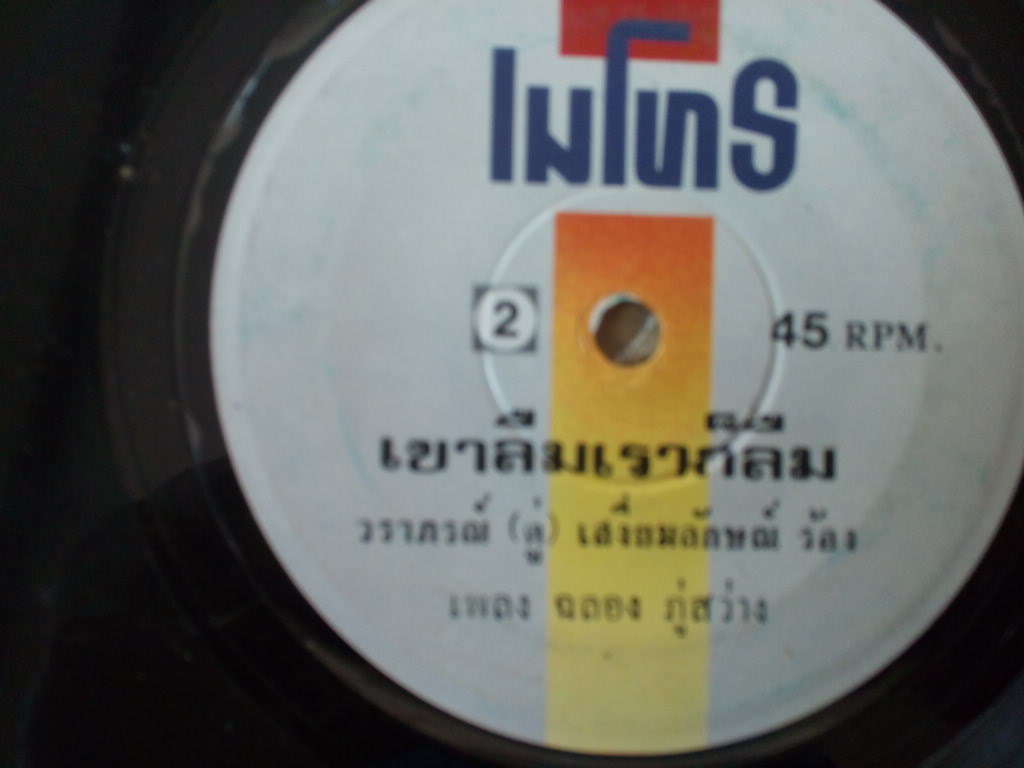 เมโทร
2
45 RPM.
เขาลืมเราก็ลืม
วราภรณ์ (ตู่) เสงี่ยมลักษณ์ ร้อง
เพลง ฉลอง ภู่สว่าง